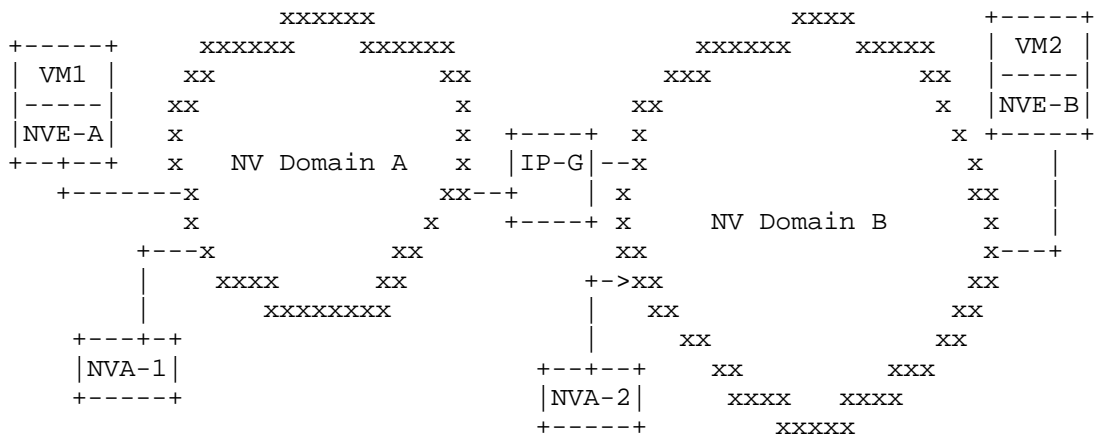 VM1
VM2
NVE-A
NVE-B
NV Domain A
IP-G
NV Domain B
NVA-1
NVA-2